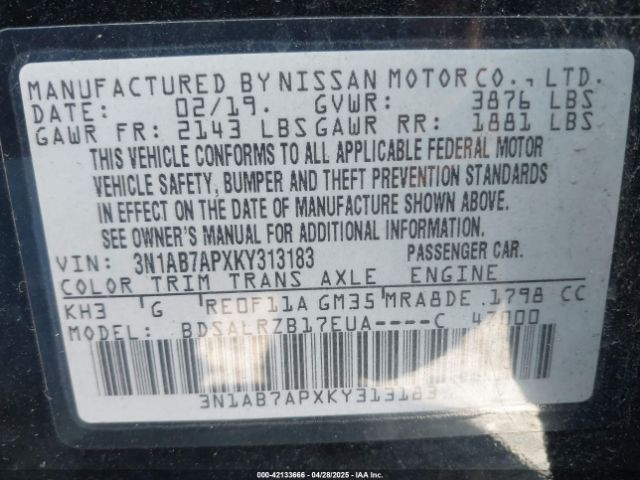 MANUFACTURED BY NISSAN MOTOR CO., LTD.
DATE: 02/19. GVWR: 3876 LBS
GAWR FR: 2143 LBS GAWR RR: 1881 LBS
THIS VEHICLE CONFORMS TO ALL APPLICABLE FEDERAL MOTOR
VEHICLE SAFETY, BUMPER AND THEFT PREVENTION STANDARDS
IN EFFECT ON THE DATE OF MANUFACTURE SHOWN ABOVE.
SEE OWNER'S MANUAL FOR ADDITIONAL INFORMATION.
VIN: 3N1AB7APXKY313183 PASSENGER CAR.
COLOR TRIM TRANS AXLE ENGINE
KH3 G RE0F11A GM35 MRA8DE 1798 CC
MODEL: BDSALRZB17EUA----C 47000
3N1AB7APXKY313183
000-42133666 | 04/28/2025 - IAA Inc.